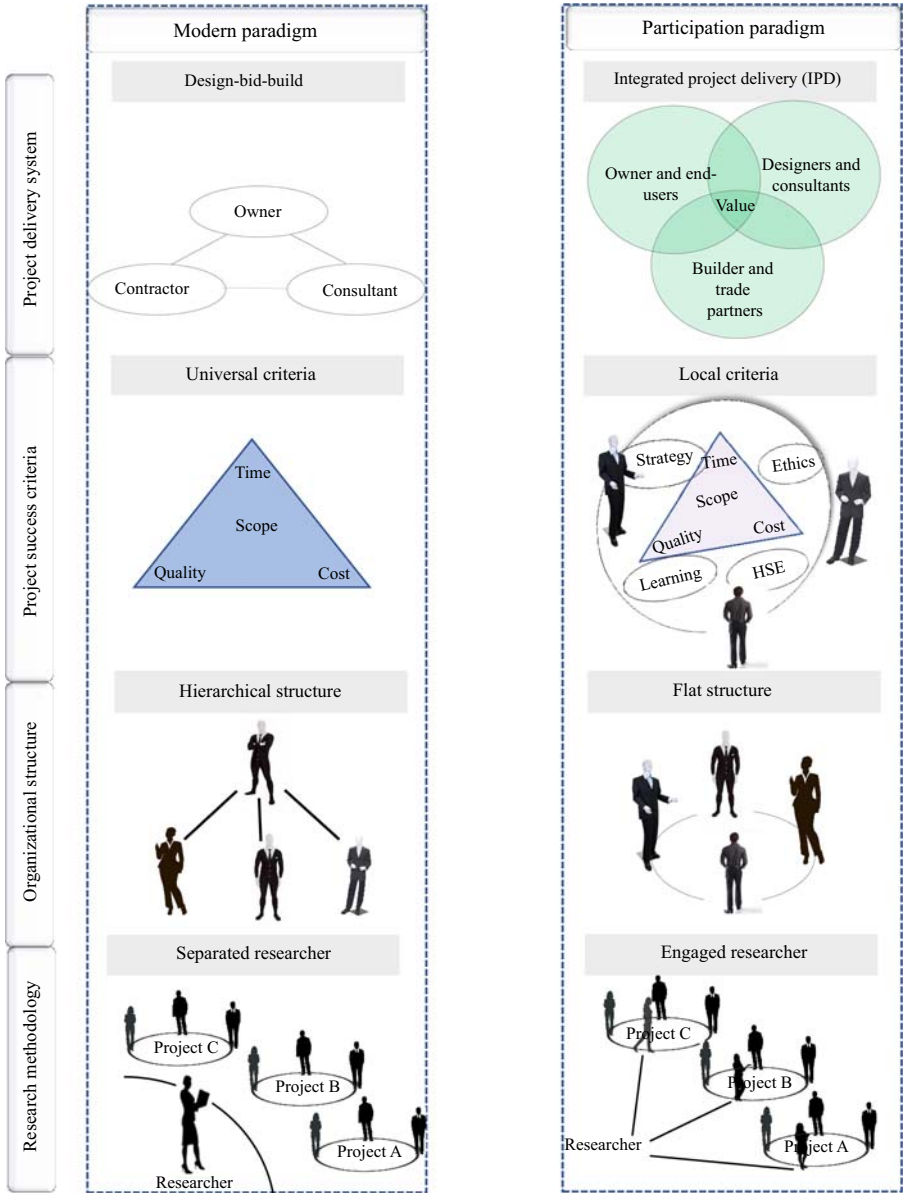 Modern paradigm
Participation paradigm
Project delivery system
Design-bid-build
Owner
Contractor
Consultant
Integrated project delivery (IPD)
Owner and end-
users
Designers and
consultants
Value
Builder and
trade
partners
Project success criteria
Universal criteria
Time
Scope
Quality
Cost
Local criteria
Strategy
Time
Ethics
Scope
Quality
Cost
Learning
HSE
Organizational structure
Hierarchical structure
Flat structure
Research methodology
Separated researcher
Project C
Project B
Project A
Researcher
Engaged researcher
Project C
Project B
Project A
Researcher